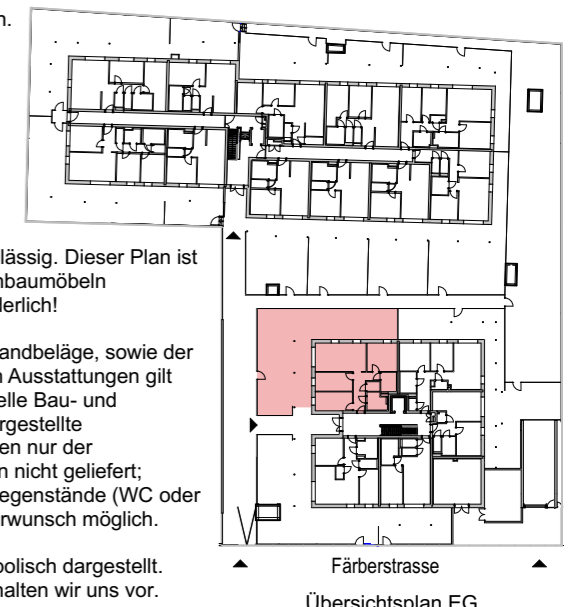 n.
lässig. Dieser Plan ist
nbaumöbeln
derlich!
andbeläge, sowie der
n Ausstattungen gilt
elle Bau- und
rgestellte
en nur der
n nicht geliefert;
egenstände (WC oder
rwunsch möglich.
bolisch dargestellt.
halten wir uns vor.
Färberstrasse
Übersichtsplan EG